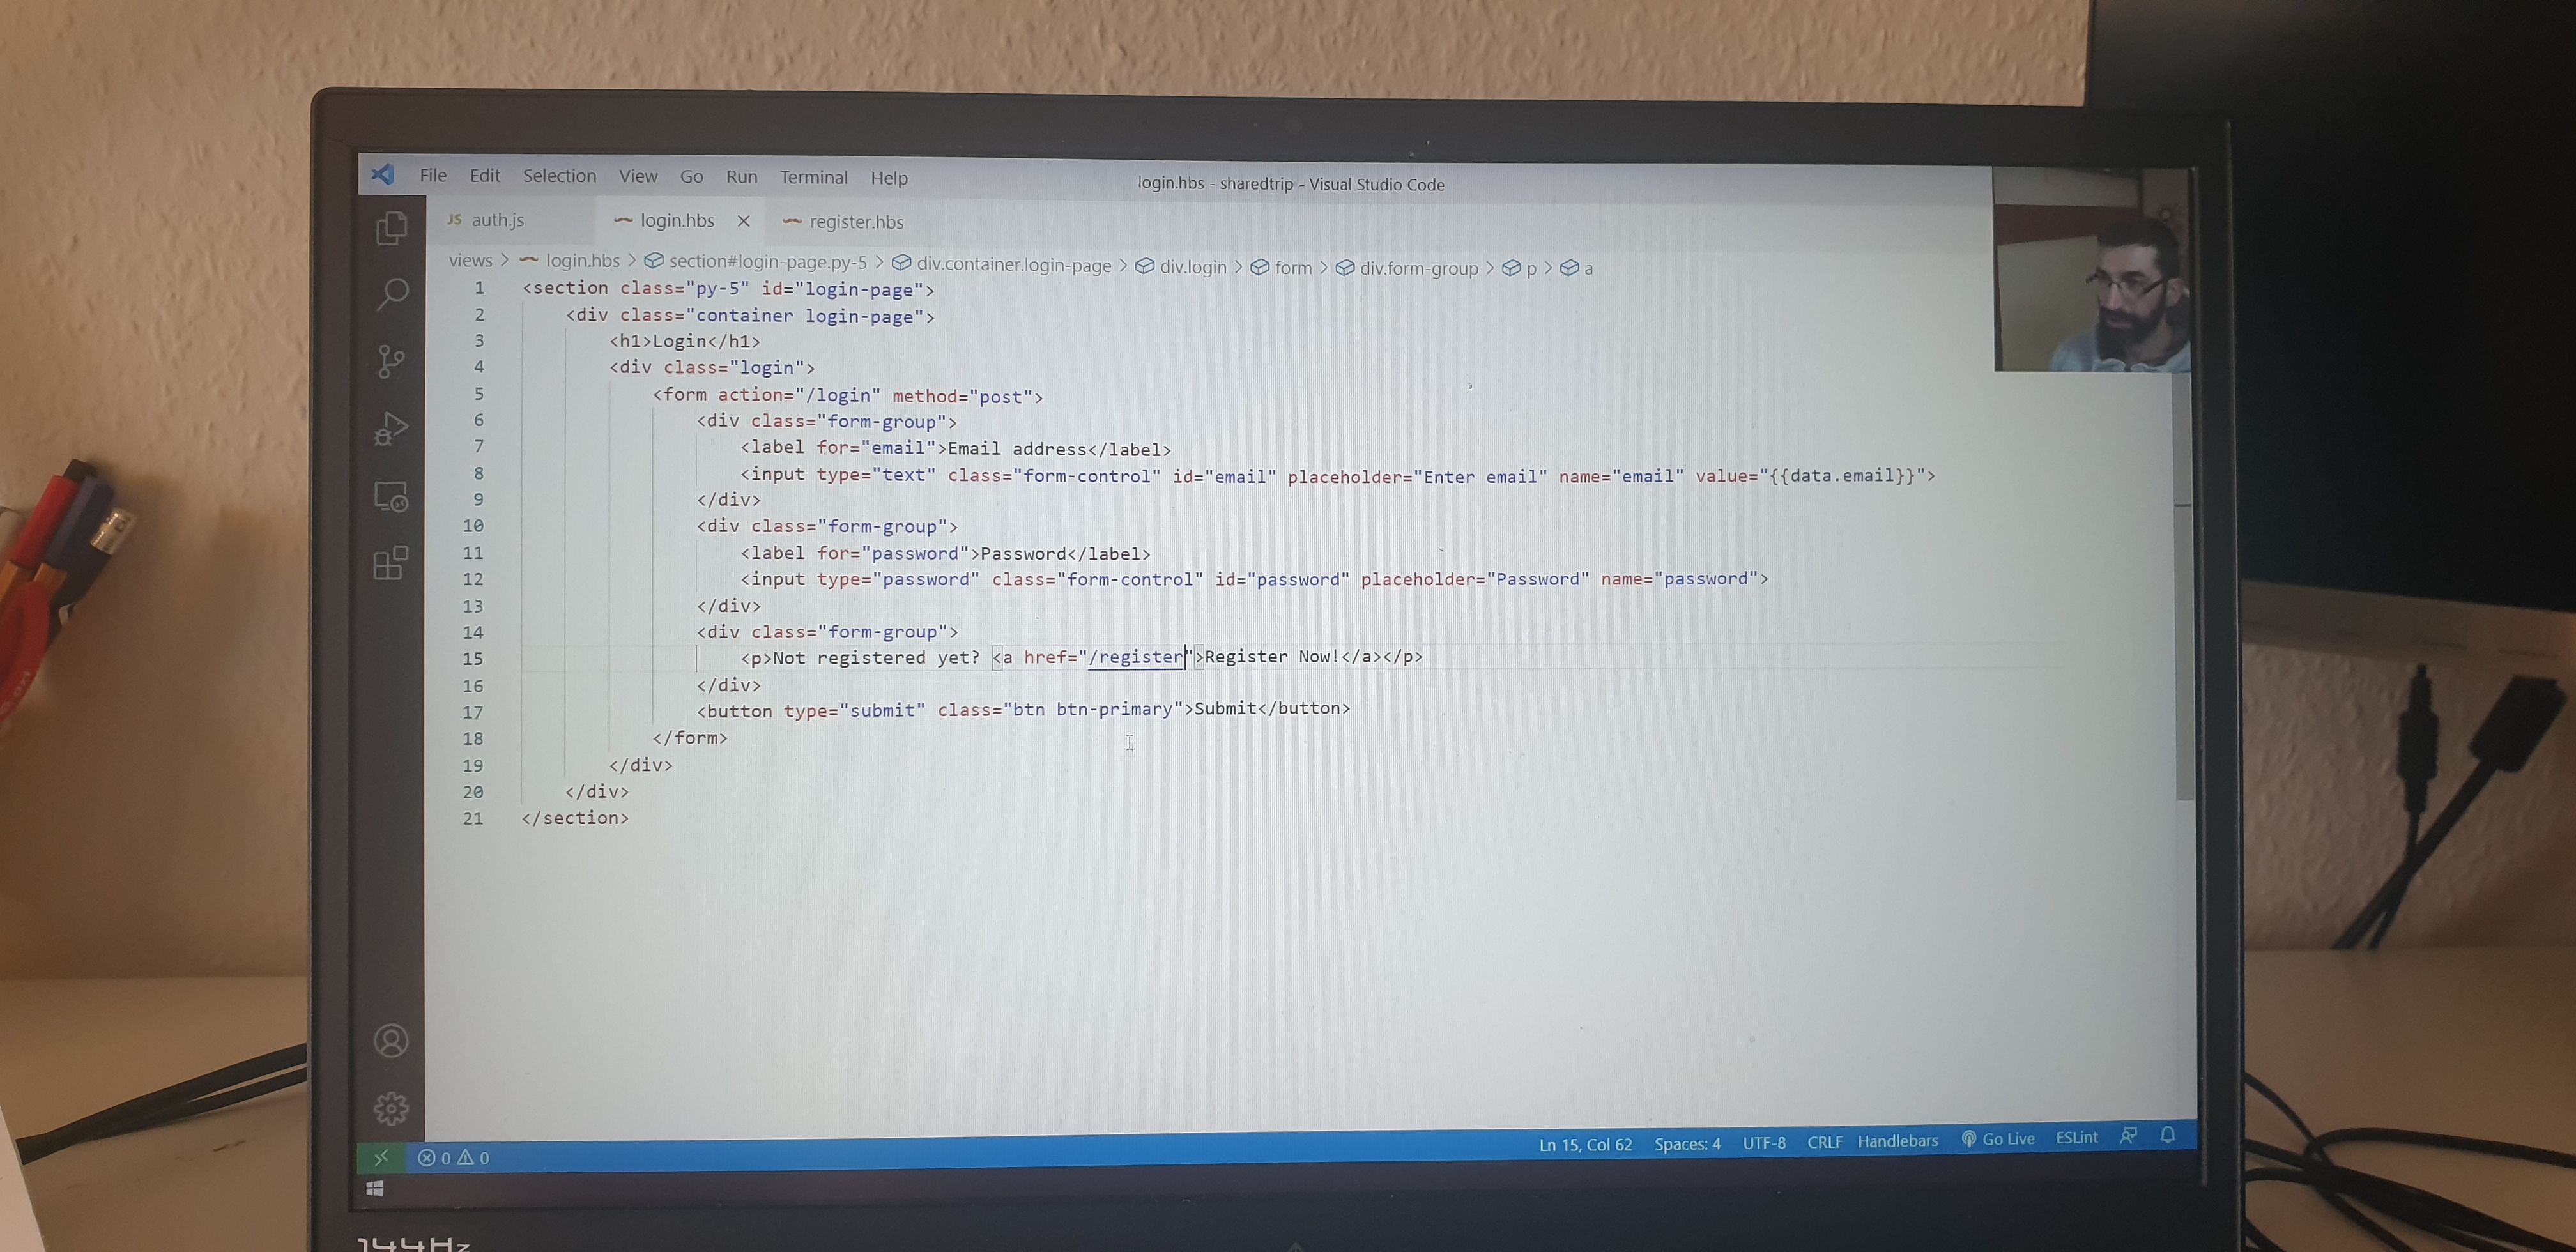 File Edit Selection View Go Run Terminal Help
login.hbs - sharedtrip - Visual Studio Code
JS auth.js login.hbs register.hbs
views > login.hbs > section#login-page.py-5 > div.container.login-page > div.login > form > div.form-group > p > a
1 <section class="py-5" id="login-page">
2 <div class="container login-page">
3 <h1>Login</h1>
4 <div class="login">
5 <form action="/login" method="post">
6 <div class="form-group">
7 <label for="email">Email address</label>
8 <input type="text" class="form-control" id="email" placeholder="Enter email" name="email" value="{{data.email}}">
9 </div>
10 <div class="form-group">
11 <label for="password">Password</label>
12 <input type="password" class="form-control" id="password" placeholder="Password" name="password">
13 </div>
14 <div class="form-group">
15 <p>Not registered yet? <a href="/register">Register Now!</a></p>
16 </div>
17 <button type="submit" class="btn btn-primary">Submit</button>
18 </form>
19 </div>
20 </div>
21 </section>
0 0 Ln 15, Col 62 Spaces: 4 UTF-8 CRLF Handlebars Go Live ESLint
144Hz